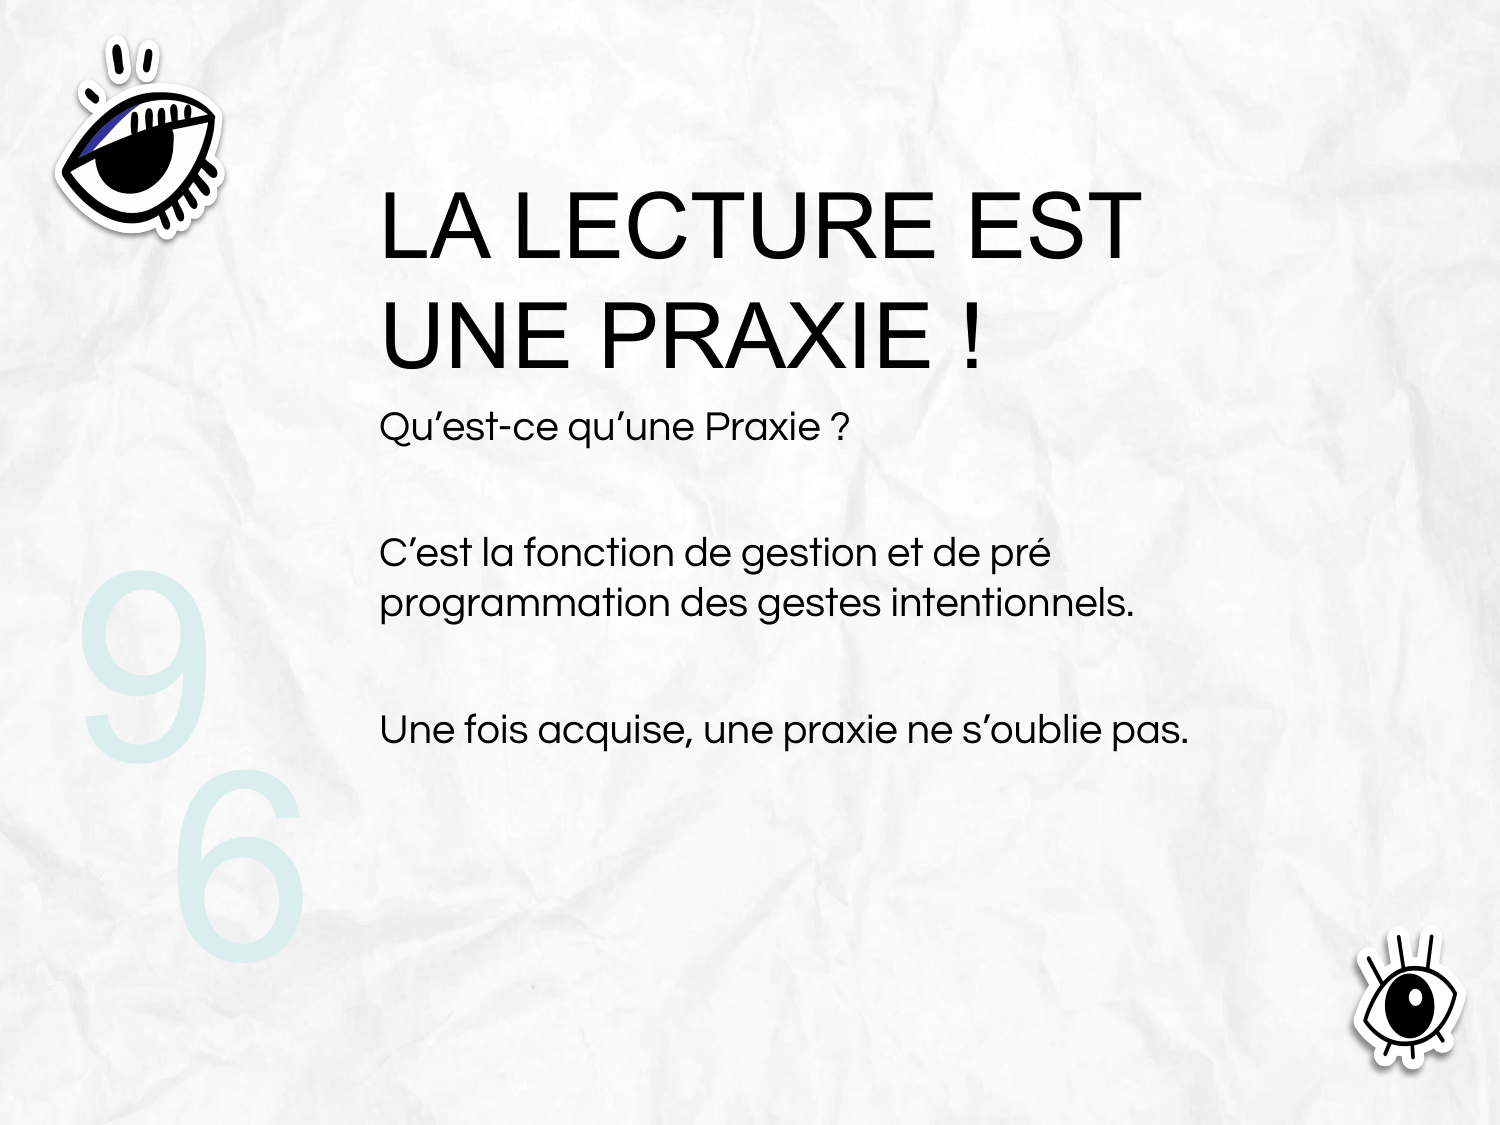 LA LECTURE EST
UNE PRAXIE !
Qu’est-ce qu’une Praxie ?
C’est la fonction de gestion et de pré
programmation des gestes intentionnels.
Une fois acquise, une praxie ne s’oublie pas.
9
6